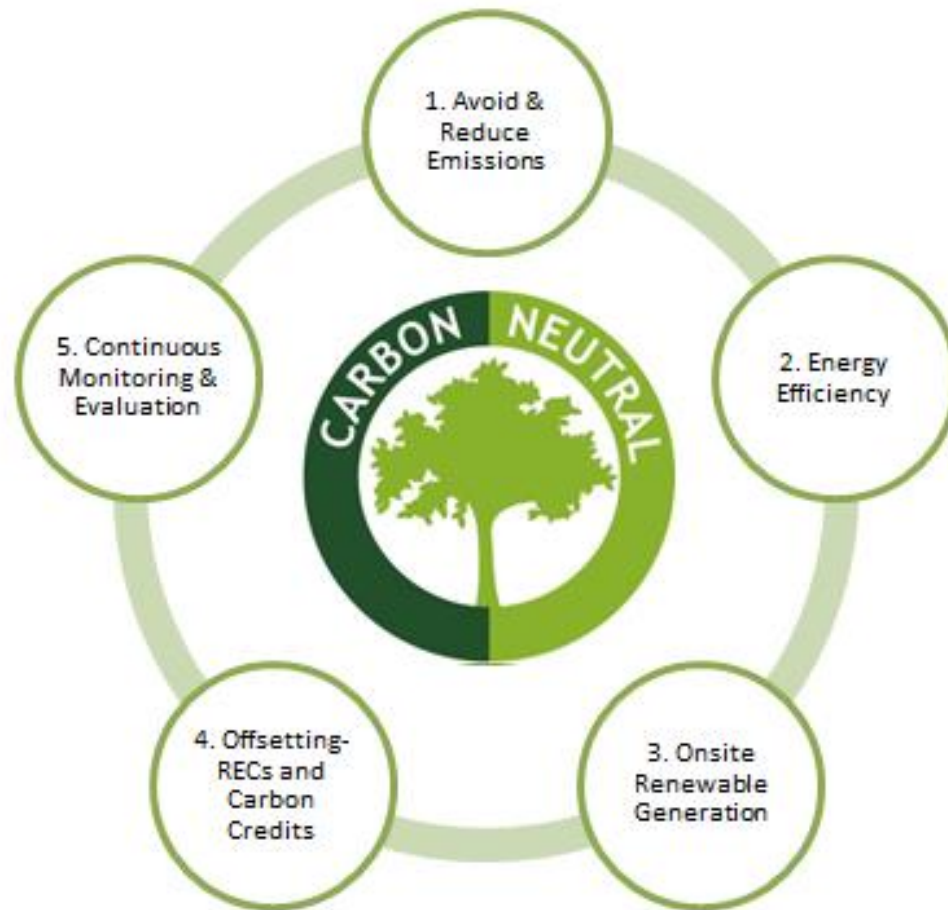 1. Avoid &
Reduce
Emissions
CARBON NEUTRAL
5. Continuous
Monitoring &
Evaluation
2. Energy
Efficiency
4. Offsetting-
RECs and
Carbon
Credits
3. Onsite
Renewable
Generation